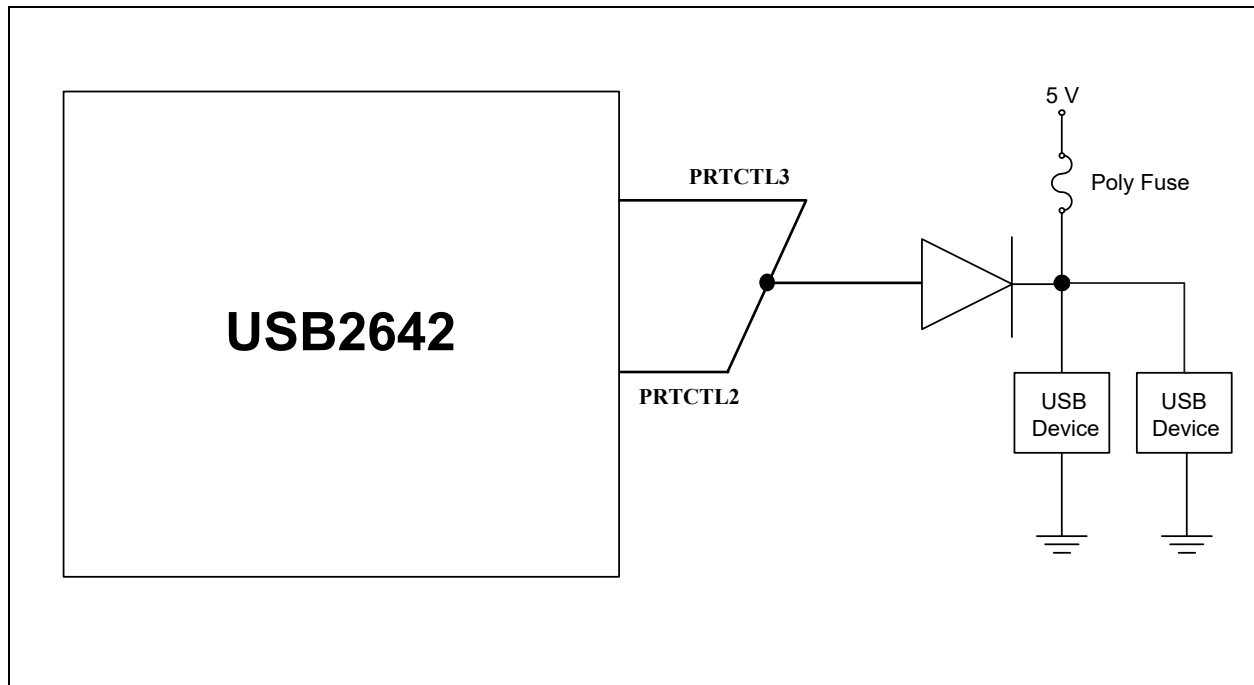 5 V
Poly Fuse
PRTCTL3
USB2642
PRTCTL2
USB
Device
USB
Device